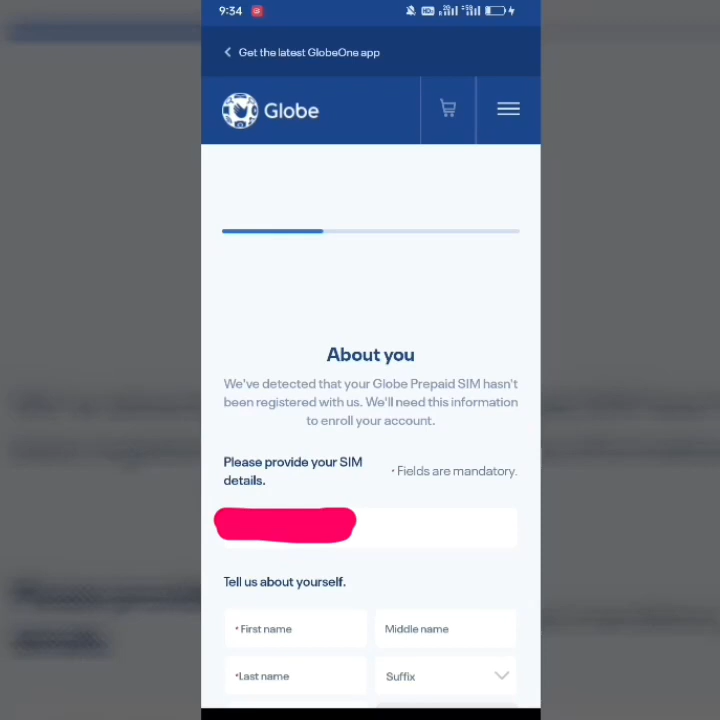 9:34
Get the latest GlobeOne app
Globe
About you
We've detected that your Globe Prepaid SIM hasn't
been registered with us. We'll need this information
to enroll your account.
Please provide your SIM
details.
* Fields are mandatory.
Tell us about yourself.
* First name
Middle name
*Last name
Suffix